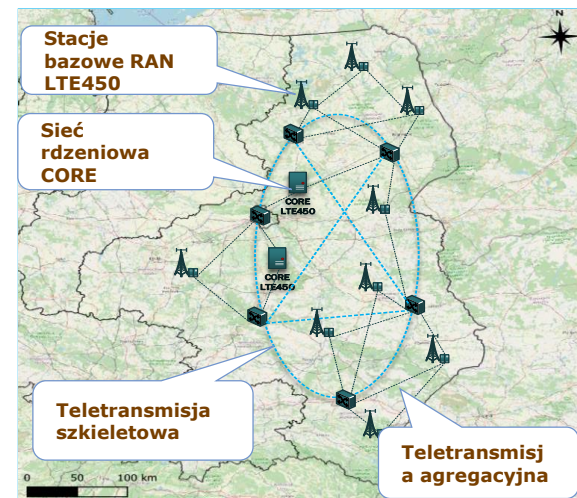 Stacje
bazowe RAN
LTE450
Sieć
rdzeniowa
CORE
CORE
LTE450
CORE
LTE450
Teletransmisja
szkieletowa
Teletransmisj
a agregacyjna
0 50 100 km